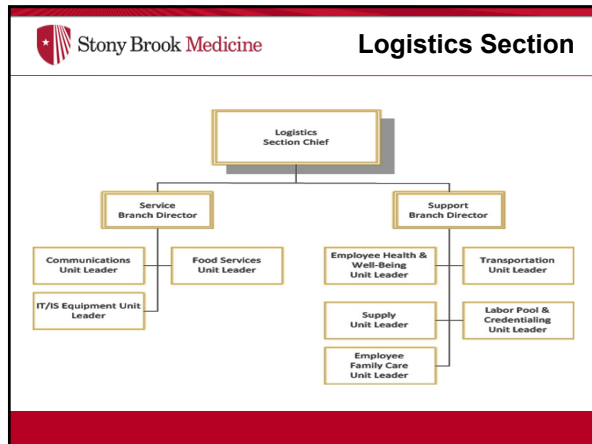 Stony Brook Medicine
Logistics Section
Logistics
Section Chief
Service
Branch Director
Support
Branch Director
Communications
Unit Leader
Food Services
Unit Leader
IT/IS Equipment Unit
Leader
Employee Health &
Well-Being
Unit Leader
Transportation
Unit Leader
Supply
Unit Leader
Labor Pool &
Credentialing
Unit Leader
Employee
Family Care
Unit Leader